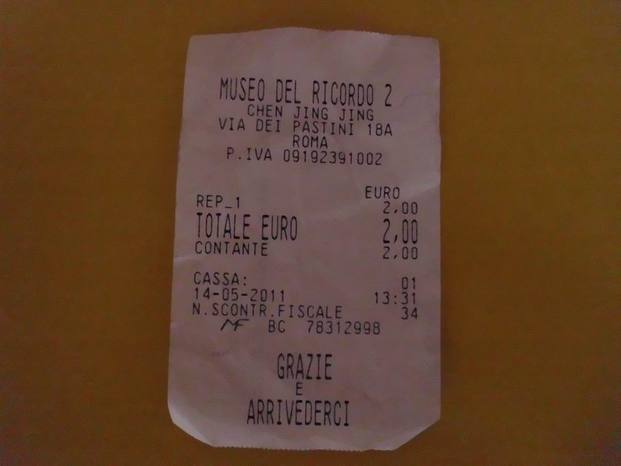 MUSEO DEL RICORDO 2
CHEN JING JING
VIA DEI PASTINI 18A
ROMA
P.IVA 09192391002
EURO
REP_1 2,00
TOTALE EURO 2,00
CONTANTE 2,00
CASSA: 01
14-05-2011 13:31
N.SCONTR.FISCALE 34
MF BC 78312998
GRAZIE
E
ARRIVEDERCI